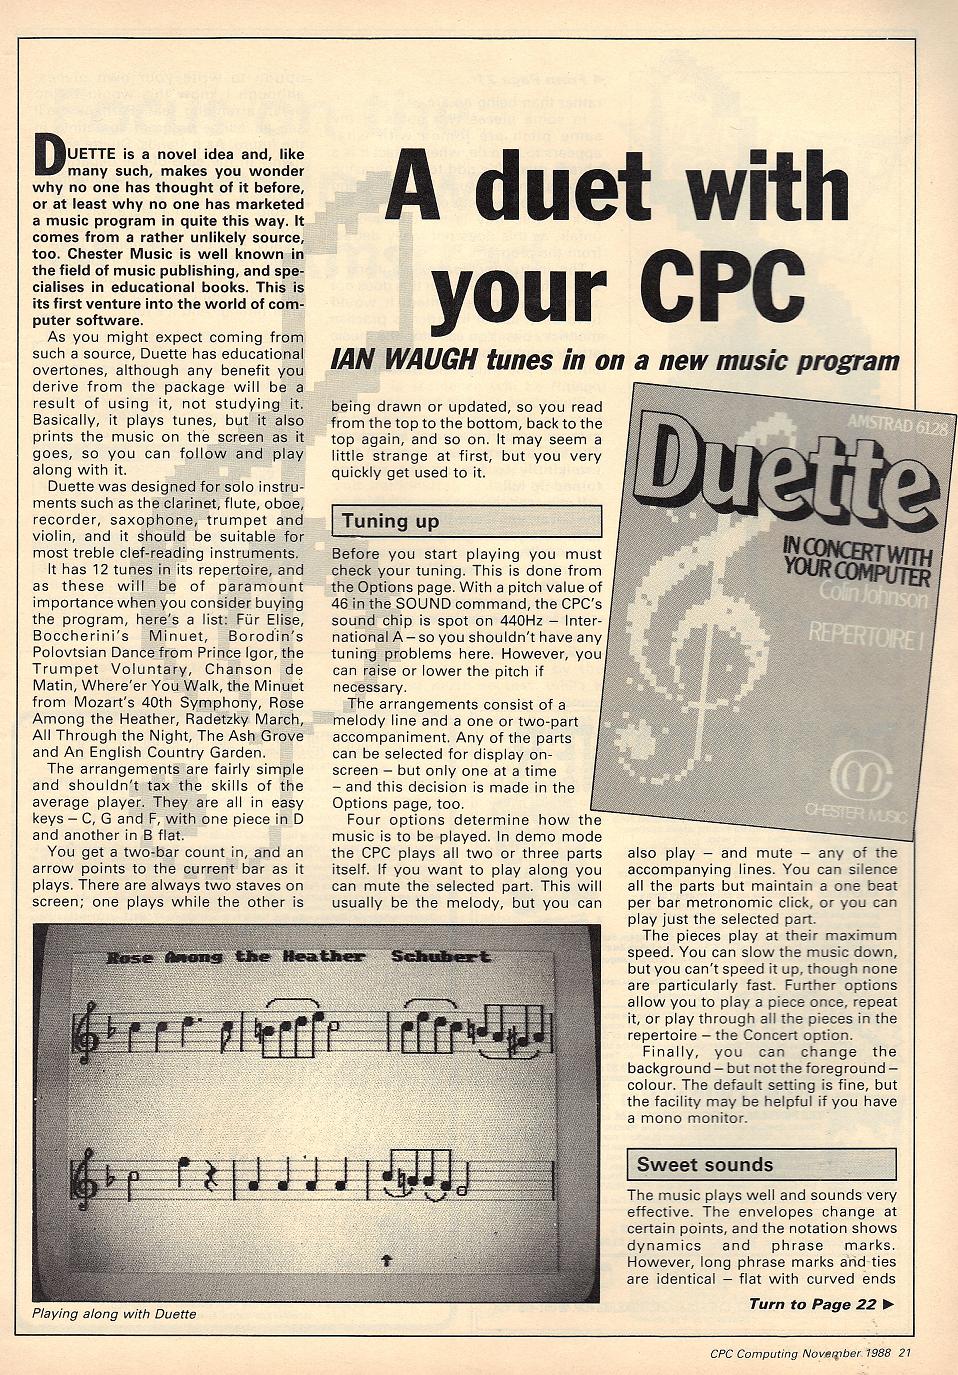 DUETTE is a novel idea and, like
many such, makes you wonder
why no one has thought of it before,
or at least why no one has marketed
a music program in quite this way. It
comes from a rather unlikely source,
too. Chester Music is well known in
the field of music publishing, and spe-
cialises in educational books. This is
its first venture into the world of com-
puter software.
As you might expect coming from
such a source, Duette has educational
overtones, although any benefit you
derive from the package will be a
result of using it, not studying it.
Basically, it plays tunes, but it also
prints the music on the screen as it
goes, so you can follow and play
along with it.
Duette was designed for solo instru-
ments such as the clarinet, flute, oboe,
recorder, saxophone, trumpet and
violin, and it should be suitable for
most treble clef-reading instruments.
It has 12 tunes in its repertoire, and
as these will be of paramount
importance when you consider buying
the program, here's a list: Für Elise,
Boccherini's Minuet, Borodin's
Polovtsian Dance from Prince Igor, the
Trumpet Voluntary, Chanson de
Matin, Where'er You Walk, the Minuet
from Mozart's 40th Symphony, Rose
Among the Heather, Radetzky March,
All Through the Night, The Ash Grove
and An English Country Garden.
The arrangements are fairly simple
and shouldn't tax the skills of the
average player. They are all in easy
keys – C, G and F, with one piece in D
and another in B flat.
You get a two-bar count in, and an
arrow points to the current bar as it
plays. There are always two staves on
screen; one plays while the other is
A duet with
your CPC
IAN WAUGH tunes in on a new music program
being drawn or updated, so you read
from the top to the bottom, back to the
top again, and so on. It may seem a
little strange at first, but you very
quickly get used to it.
Tuning up
Before you start playing you must
check your tuning. This is done from
the Options page. With a pitch value of
46 in the SOUND command, the CPC's
sound chip is spot on 440Hz – Inter-
national A – so you shouldn't have any
tuning problems here. However, you
can raise or lower the pitch if
necessary.
The arrangements consist of a
melody line and a one or two-part
accompaniment. Any of the parts
can be selected for display on-
screen – but only one at a time
– and this decision is made in the
Options page, too.
Four options determine how the
music is to be played. In demo mode
the CPC plays all two or three parts
itself. If you want to play along you
can mute the selected part. This will
usually be the melody, but you can
AMSTRAD 6128
Duette
IN CONCERT WITH
YOUR COMPUTER
Colin Johnson
REPERTOIRE I
CHESTER MUSIC
also play – and mute – any of the
accompanying lines. You can silence
all the parts but maintain a one beat
per bar metronomic click, or you can
play just the selected part.
The pieces play at their maximum
speed. You can slow the music down,
but you can't speed it up, though none
are particularly fast. Further options
allow you to play a piece once, repeat
it, or play through all the pieces in the
repertoire – the Concert option.
Finally, you can change the
background – but not the foreground –
colour. The default setting is fine, but
the facility may be helpful if you have
a mono monitor.
Sweet sounds
The music plays well and sounds very
effective. The envelopes change at
certain points, and the notation shows
dynamics and phrase marks.
However, long phrase marks and ties
are identical – flat with curved ends
Turn to Page 22 ►
Rose Among the Heather Schubert
Playing along with Duette
CPC Computing November 1988 21